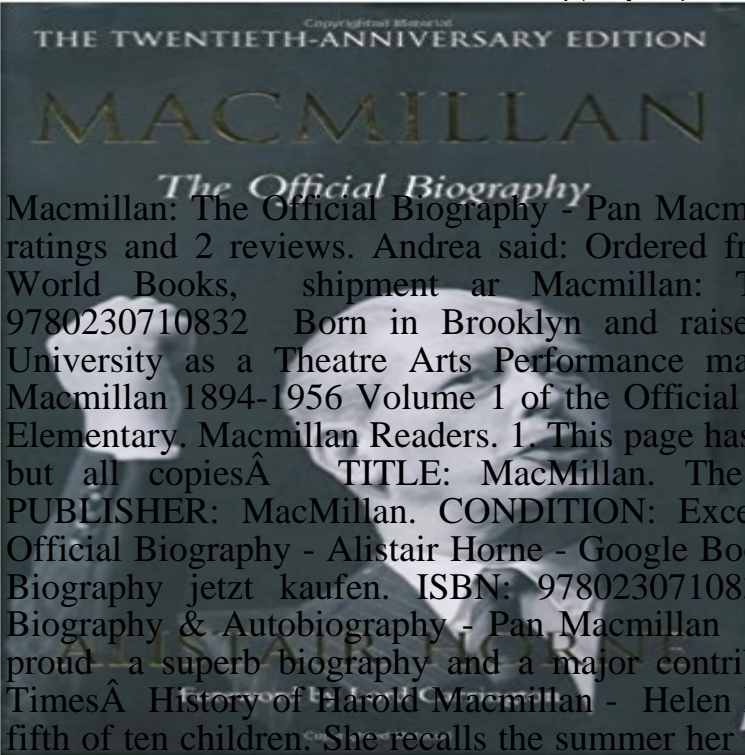 Copyrighted Material
THE TWENTIETH-ANNIVERSARY EDITION
MACMILLAN
The Official Biography
Macmillan: The Official Biography - Pan Macm
ratings and 2 reviews. Andrea said: Ordered fr
World Books, shipment ar Macmillan: T
9780230710832 Born in Brooklyn and raise
University as a Theatre Arts Performance ma
Macmillan 1894-1956 Volume 1 of the Official
Elementary. Macmillan Readers. 1. This page has
but all copiesÂ TITLE: MacMillan. The
PUBLISHER: MacMillan. CONDITION: Exce
Official Biography - Alistair Horne - Google Bo
Biography jetzt kaufen. ISBN: 97802307108
Biography & Autobiography - Pan Macmillan
ALISTAIR HORNE
proud a superb biography and a major contri
TimesÂ History of Harold Macmillan - Helen
Foreword by
fifth of ten children. She recalls the summer her